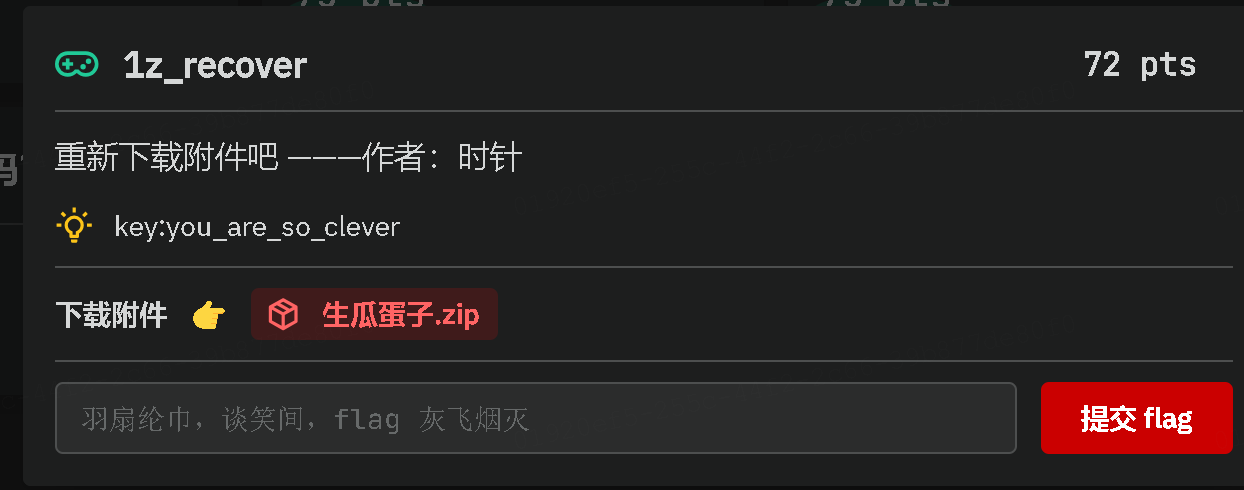 1z_recover
72 pts
重新下载附件吧 ———作者：时针
key:you_are_so_clever
下载附件 👉 生瓜蛋子.zip
羽扇纶巾，谈笑间，flag 灰飞烟灭
提交 flag